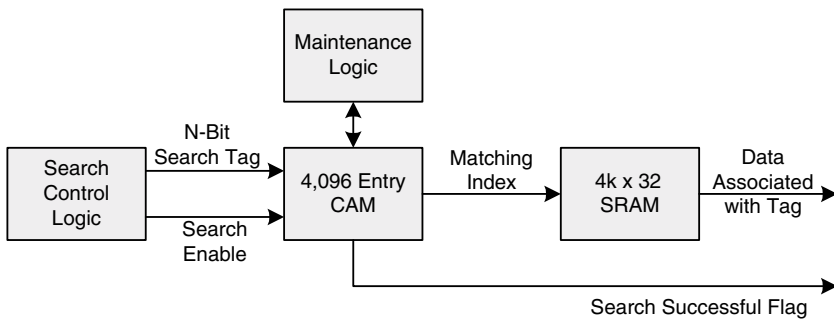 Maintenance
Logic
N-Bit
Search Tag
Search
Control
Logic
Search
Enable
4,096 Entry
CAM
Matching
Index
4k x 32
SRAM
Data
Associated
with Tag
Search Successful Flag